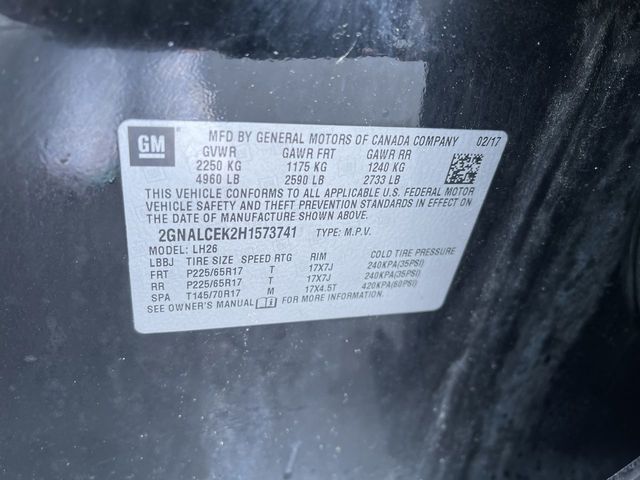 GM
MFD BY GENERAL MOTORS OF CANADA COMPANY 02/17
GVWR GAWR FRT GAWR RR
2250 KG 1175 KG 1240 KG
4960 LB 2590 LB 2733 LB
THIS VEHICLE CONFORMS TO ALL APPLICABLE U.S. FEDERAL MOTOR
VEHICLE SAFETY AND THEFT PREVENTION STANDARDS IN EFFECT ON
THE DATE OF MANUFACTURE SHOWN ABOVE.
2GNALCEK2H1573741 TYPE: M.P.V.
MODEL: LH26
LBBJ TIRE SIZE SPEED RTG RIM COLD TIRE PRESSURE
FRT P225/65R17 T 17X7J 240KPA(35PSI)
RR P225/65R17 T 17X7J 240KPA(35PSI)
SPA T145/70R17 M 17X4.5T 420KPA(60PSI)
SEE OWNER'S MANUAL FOR MORE INFORMATION.